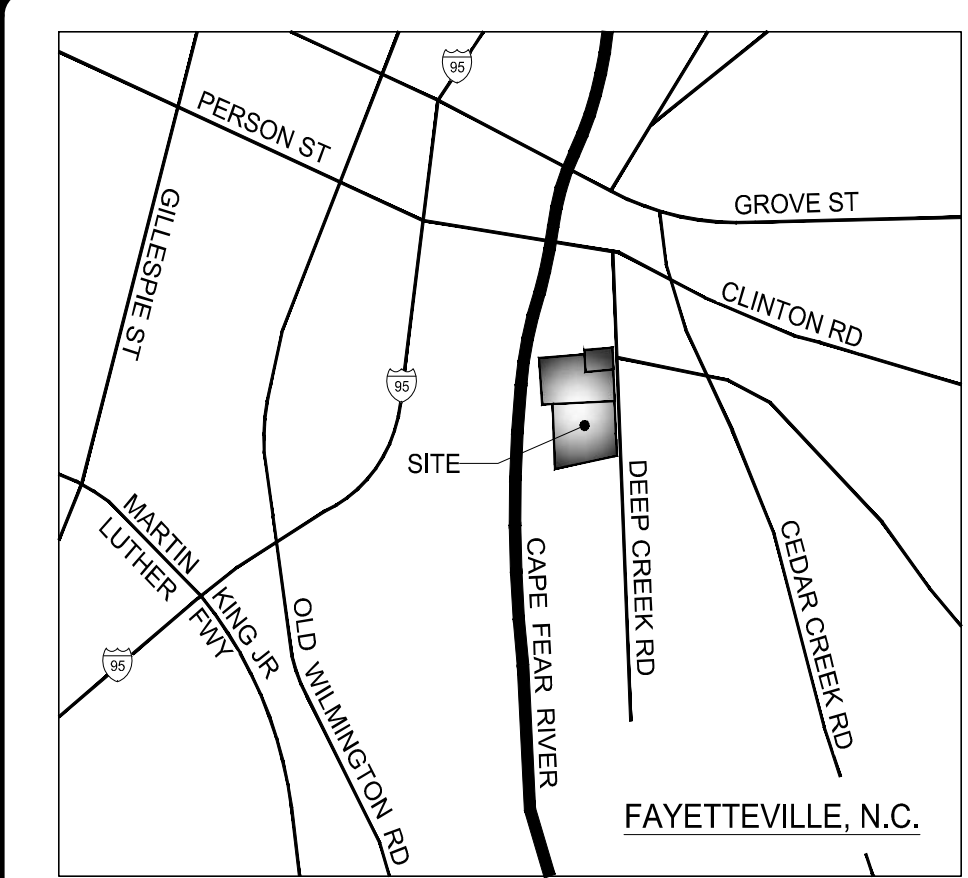 95
PERSON ST
GILLESPIE ST
GROVE ST
CLINTON RD
95
SITE
DEEP CREEK RD
MARTIN
LUTHER
KING JR
FWY
CAPE FEAR RIVER
CEDAR CREEK RD
OLD WILMINGTON RD
95
FAYETTEVILLE, N.C.